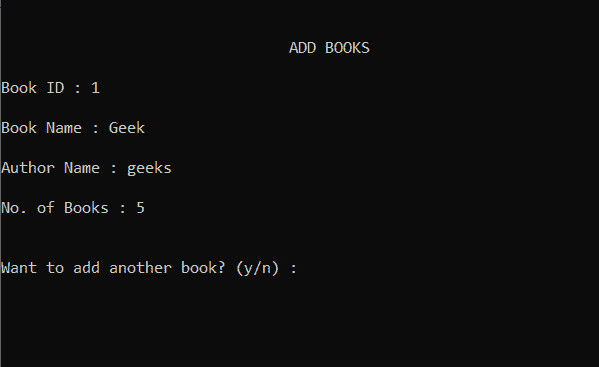 ADD BOOKS
Book ID : 1
Book Name : Geek
Author Name : geeks
No. of Books : 5
Want to add another book? (y/n) :